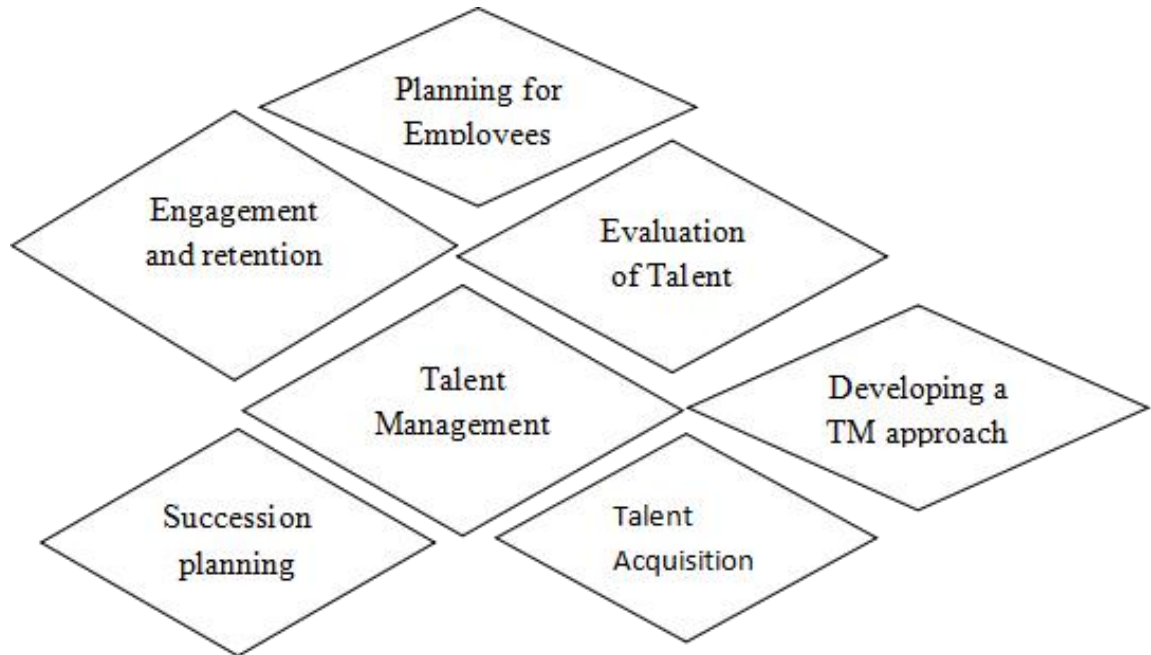 Planning for
Employees
Engagement
and retention
Evaluation
of Talent
Talent
Management
Developing a
TM approach
Succession
planning
Talent
Acquisition